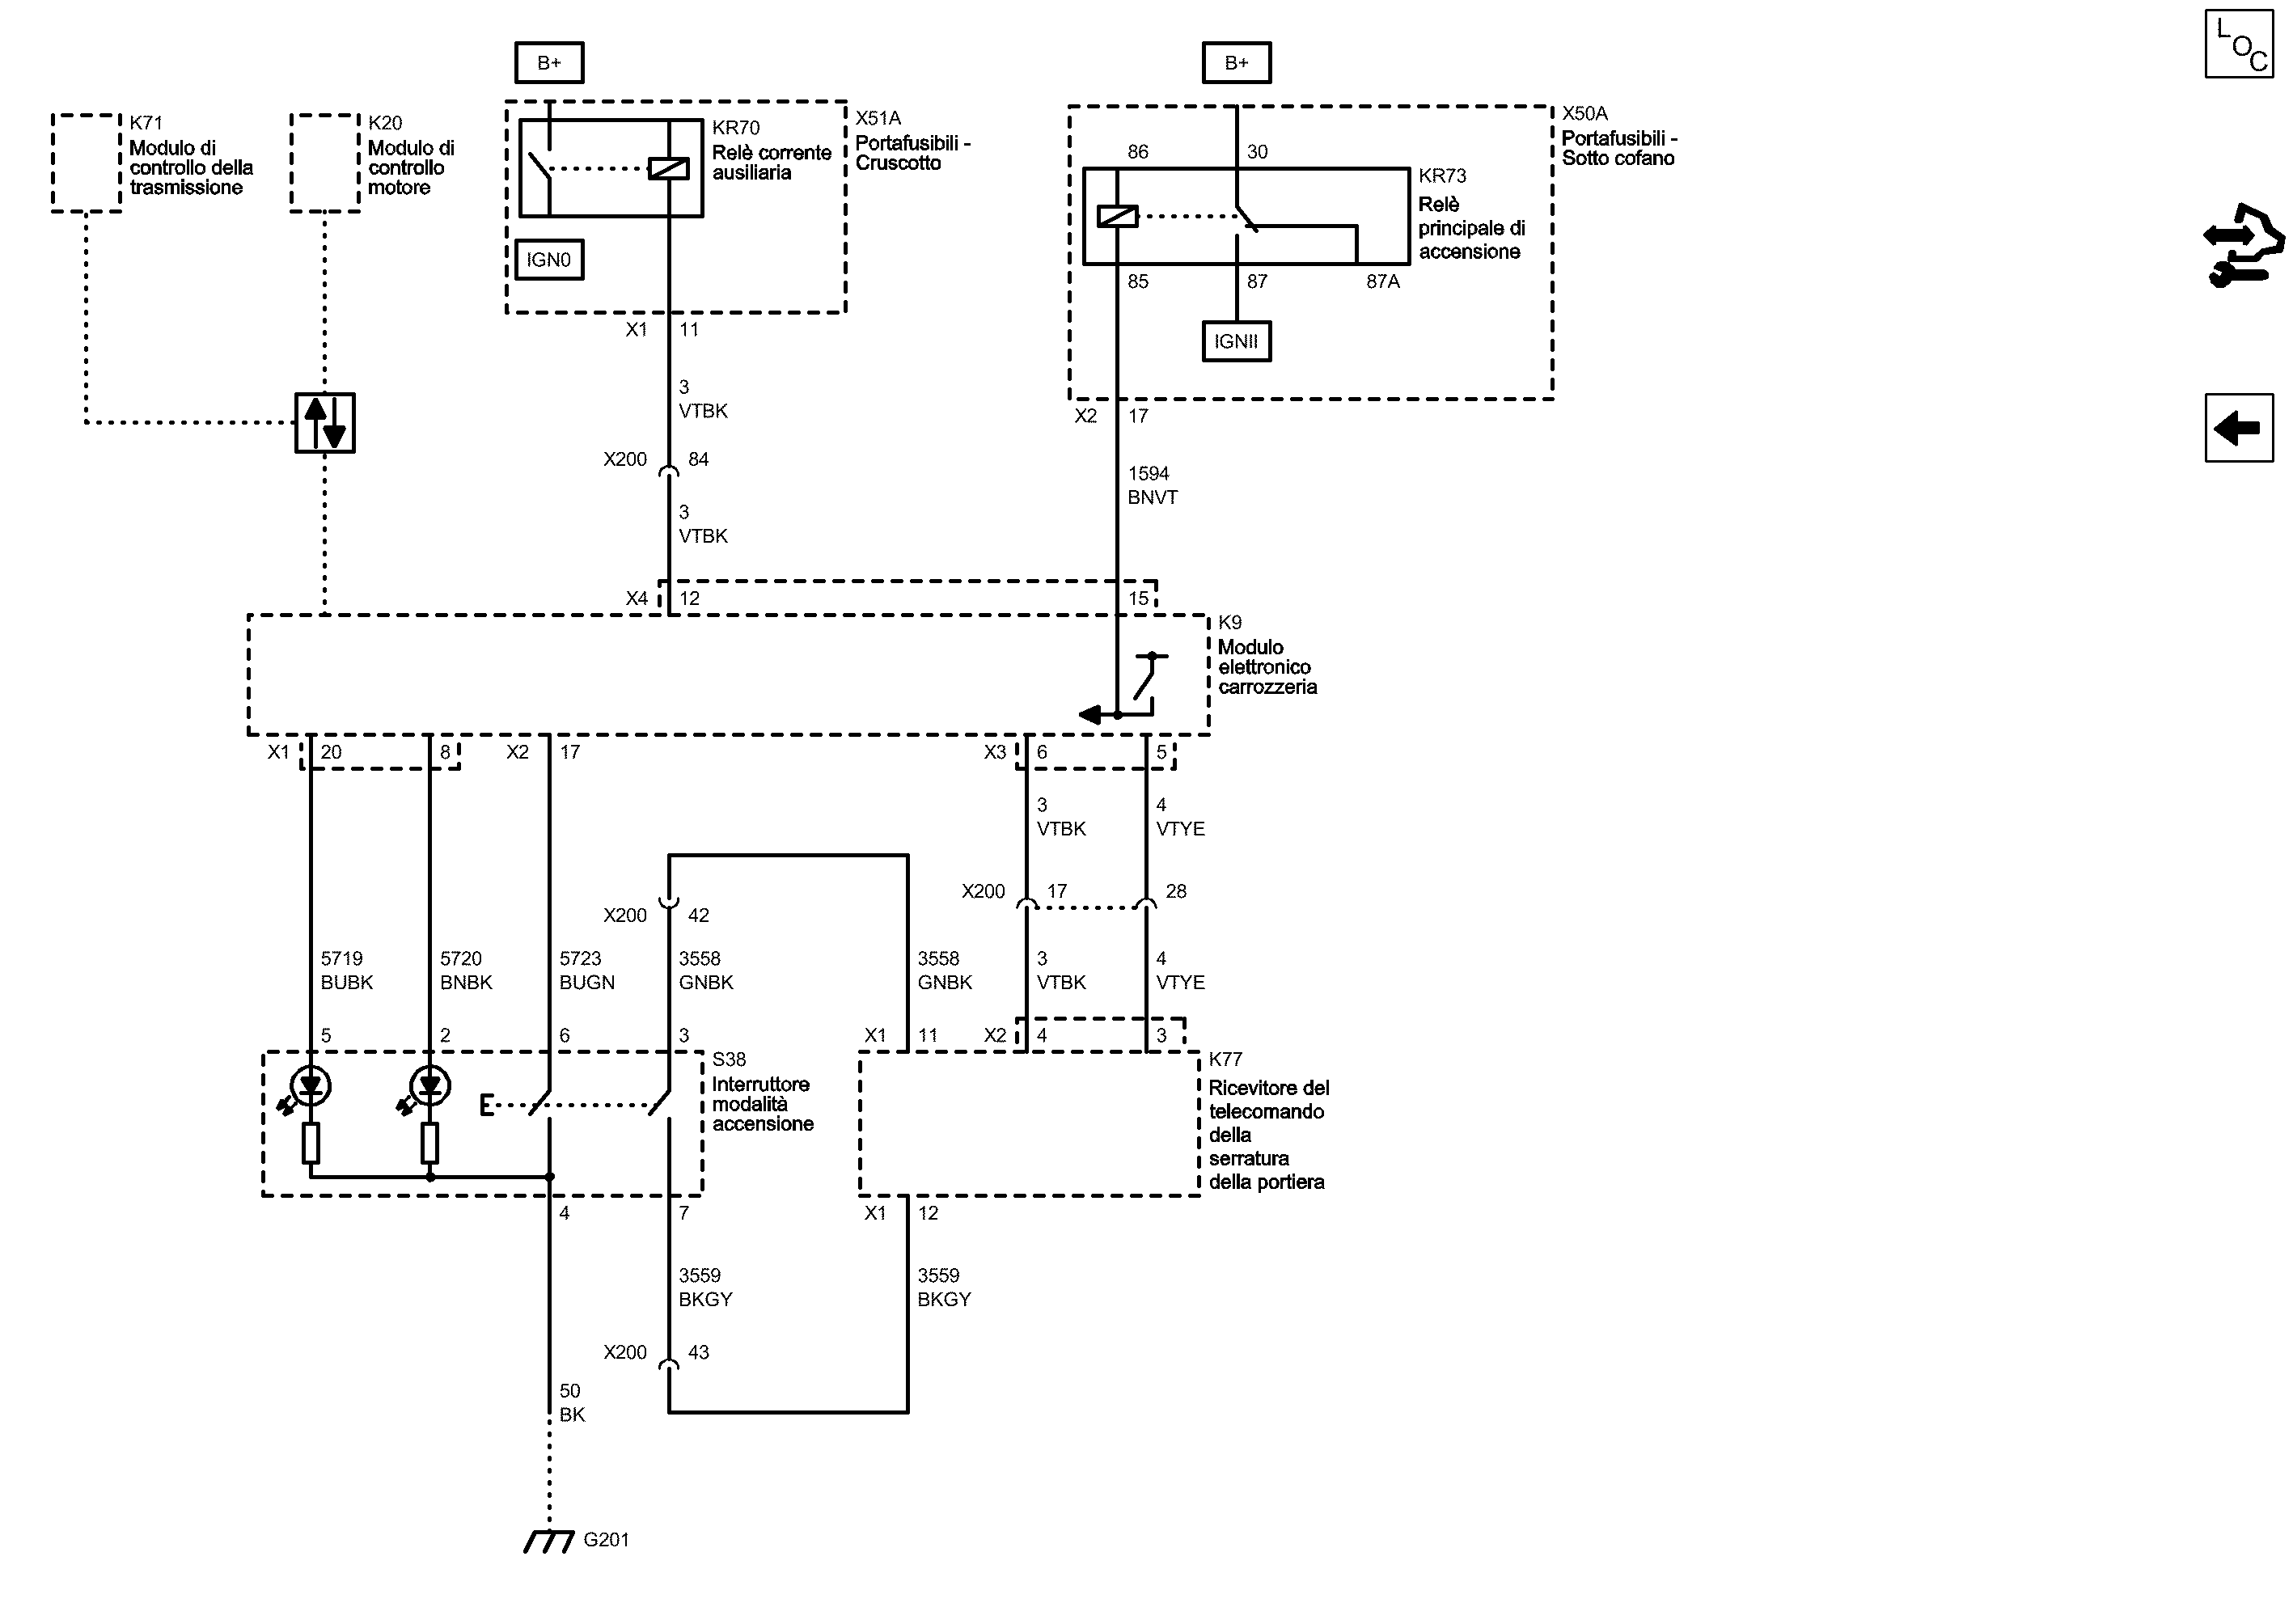 B+
B+
LOC
K71
Modulo di
controllo della
trasmissione
K20
Modulo di
controllo
motore
KR70
Relè corrente
ausiliaria
X51A
Portafusibili -
Cruscotto
IGN0
X50A
Portafusibili -
Sotto cofano
86
30
KR73
Relè
principale di
accensione
85
87
87A
IGNII
X1
11
3
VTBK
X2
17
X200
84
1594
BNVT
3
VTBK
X4
12
15
K9
Modulo
elettronico
carrozzeria
X1
20
8
X2
17
X3
6
5
3
VTBK
4
VTYE
X200
17
28
X200
42
5719
BUBK
5720
BNBK
5723
BUGN
3558
GNBK
3558
GNBK
3
VTBK
4
VTYE
5
2
6
3
X1
11
X2
4
3
S38
Interruttore
modalità
accensione
K77
Ricevitore del
telecomando
della
serratura
della portiera
4
7
X1
12
3559
BKGY
3559
BKGY
X200
43
50
BK
G201